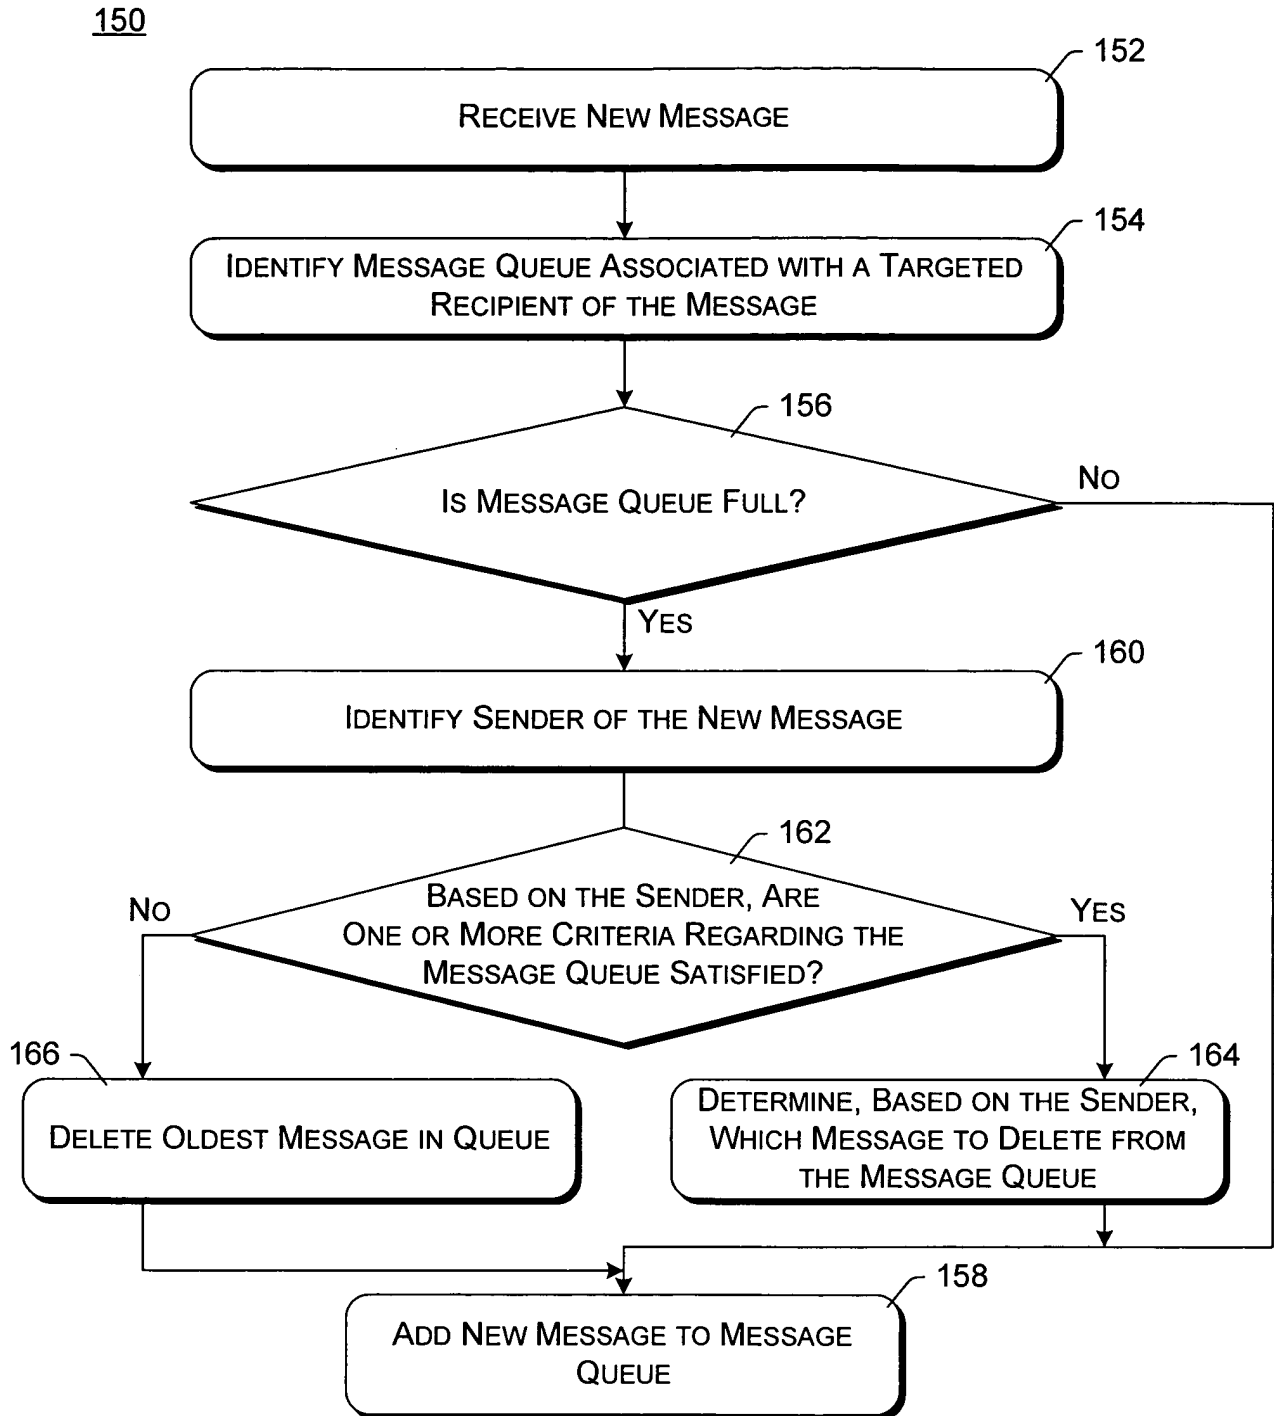 150
152
RECEIVE NEW MESSAGE
154
IDENTIFY MESSAGE QUEUE ASSOCIATED WITH A TARGETED
RECIPIENT OF THE MESSAGE
156
IS MESSAGE QUEUE FULL?
NO
YES
160
IDENTIFY SENDER OF THE NEW MESSAGE
162
BASED ON THE SENDER, ARE
ONE OR MORE CRITERIA REGARDING THE
MESSAGE QUEUE SATISFIED?
NO
YES
166
DELETE OLDEST MESSAGE IN QUEUE
164
DETERMINE, BASED ON THE SENDER,
WHICH MESSAGE TO DELETE FROM
THE MESSAGE QUEUE
158
ADD NEW MESSAGE TO MESSAGE
QUEUE